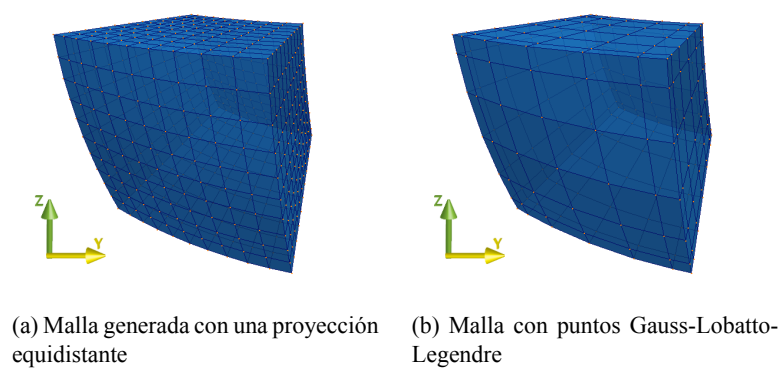 Z
Y
Z
Y
(a) Malla generada con una proyección
equidistante
(b) Malla con puntos Gauss-Lobatto-
Legendre